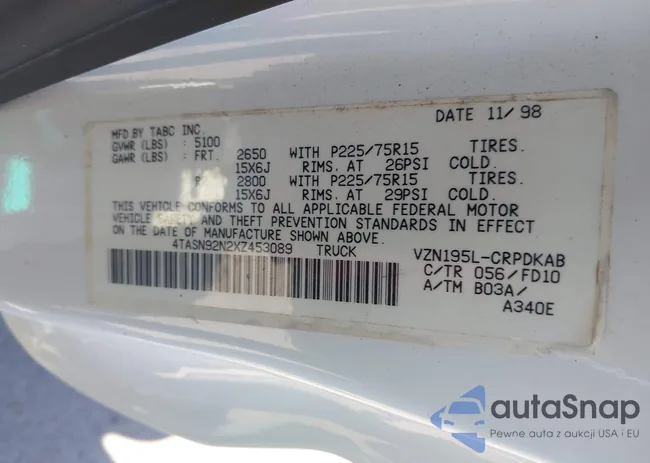 DATE 11/98
MFD.BY TABC INC.
GVWR (LBS) : 5100
GAWR (LBS) : FRT. 2650 WITH P225/75R15 TIRES.
15X6J RIMS. AT 26PSI COLD.
2800 WITH P225/75R15 TIRES.
15X6J RIMS. AT 29PSI COLD.
THIS VEHICLE CONFORMS TO ALL APPLICABLE FEDERAL MOTOR
VEHICLE SAFETY AND THEFT PREVENTION STANDARDS IN EFFECT
ON THE DATE OF MANUFACTURE SHOWN ABOVE.
4TASN92N2XZ453089 TRUCK VZN195L-CRPDKAB
C/TR 056/FD10
A/TM B03A/
A340E
autoSnap
Pewne auta z aukcji USA i EU